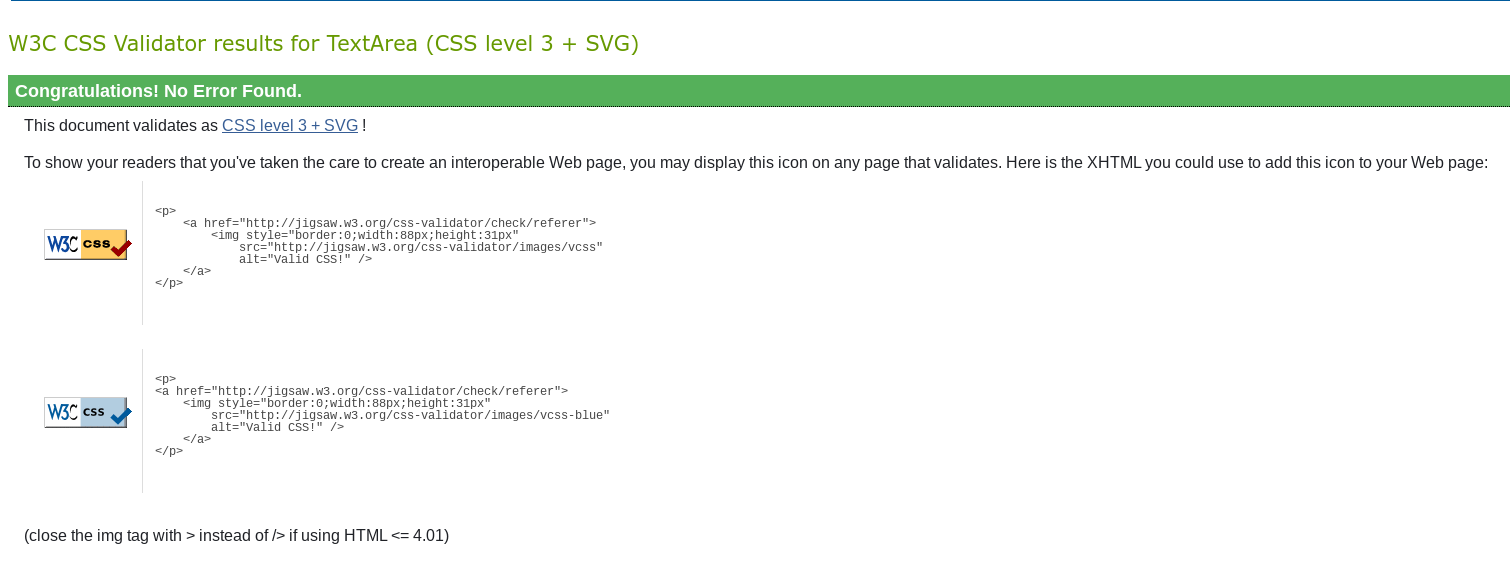 W3C CSS Validator results for TextArea (CSS level 3 + SVG)
Congratulations! No Error Found.
This document validates as CSS level 3 + SVG !
To show your readers that you've taken the care to create an interoperable Web page, you may display this icon on any page that validates. Here is the XHTML you could use to add this icon to your Web page:
W3C css
<p>
    <a href="http://jigsaw.w3.org/css-validator/check/referer">
        <img style="border:0;width:88px;height:31px"
            src="http://jigsaw.w3.org/css-validator/images/vcss"
            alt="Valid CSS!" />
    </a>
</p>
W3C css
<p>
<a href="http://jigsaw.w3.org/css-validator/check/referer">
    <img style="border:0;width:88px;height:31px"
        src="http://jigsaw.w3.org/css-validator/images/vcss-blue"
        alt="Valid CSS!" />
    </a>
</p>
(close the img tag with > instead of /> if using HTML <= 4.01)